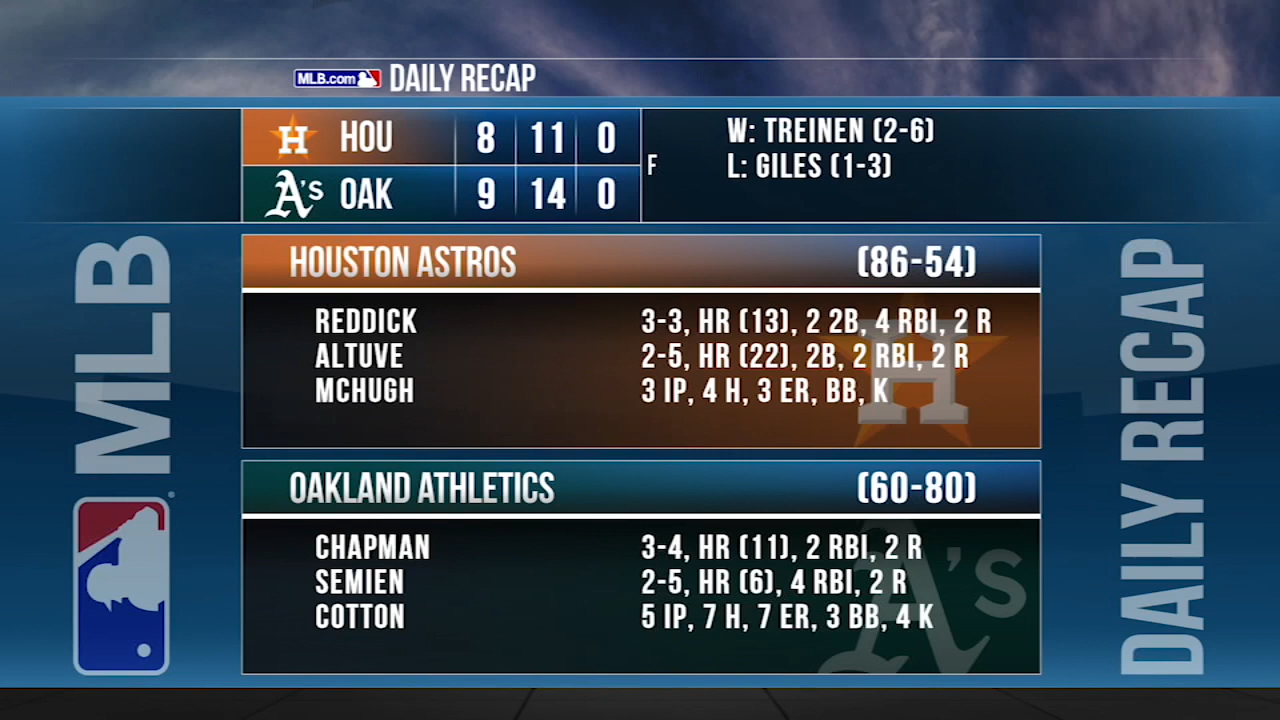 MLB.com DAILY RECAP
HOU 8 11 0
A's OAK 9 14 0
F
W: TREINEN (2-6)
L: GILES (1-3)
MLB
DAILY RECAP
HOUSTON ASTROS (86-54)
REDDICK 3-3, HR (13), 2 2B, 4 RBI, 2 R
ALTUVE 2-5, HR (22), 2B, 2 RBI, 2 R
MCHUGH 3 IP, 4 H, 3 ER, BB, K
H
OAKLAND ATHLETICS (60-80)
CHAPMAN 3-4, HR (11), 2 RBI, 2 R
SEMIEN 2-5, HR (6), 4 RBI, 2 R
COTTON 5 IP, 7 H, 7 ER, 3 BB, 4 K
A's